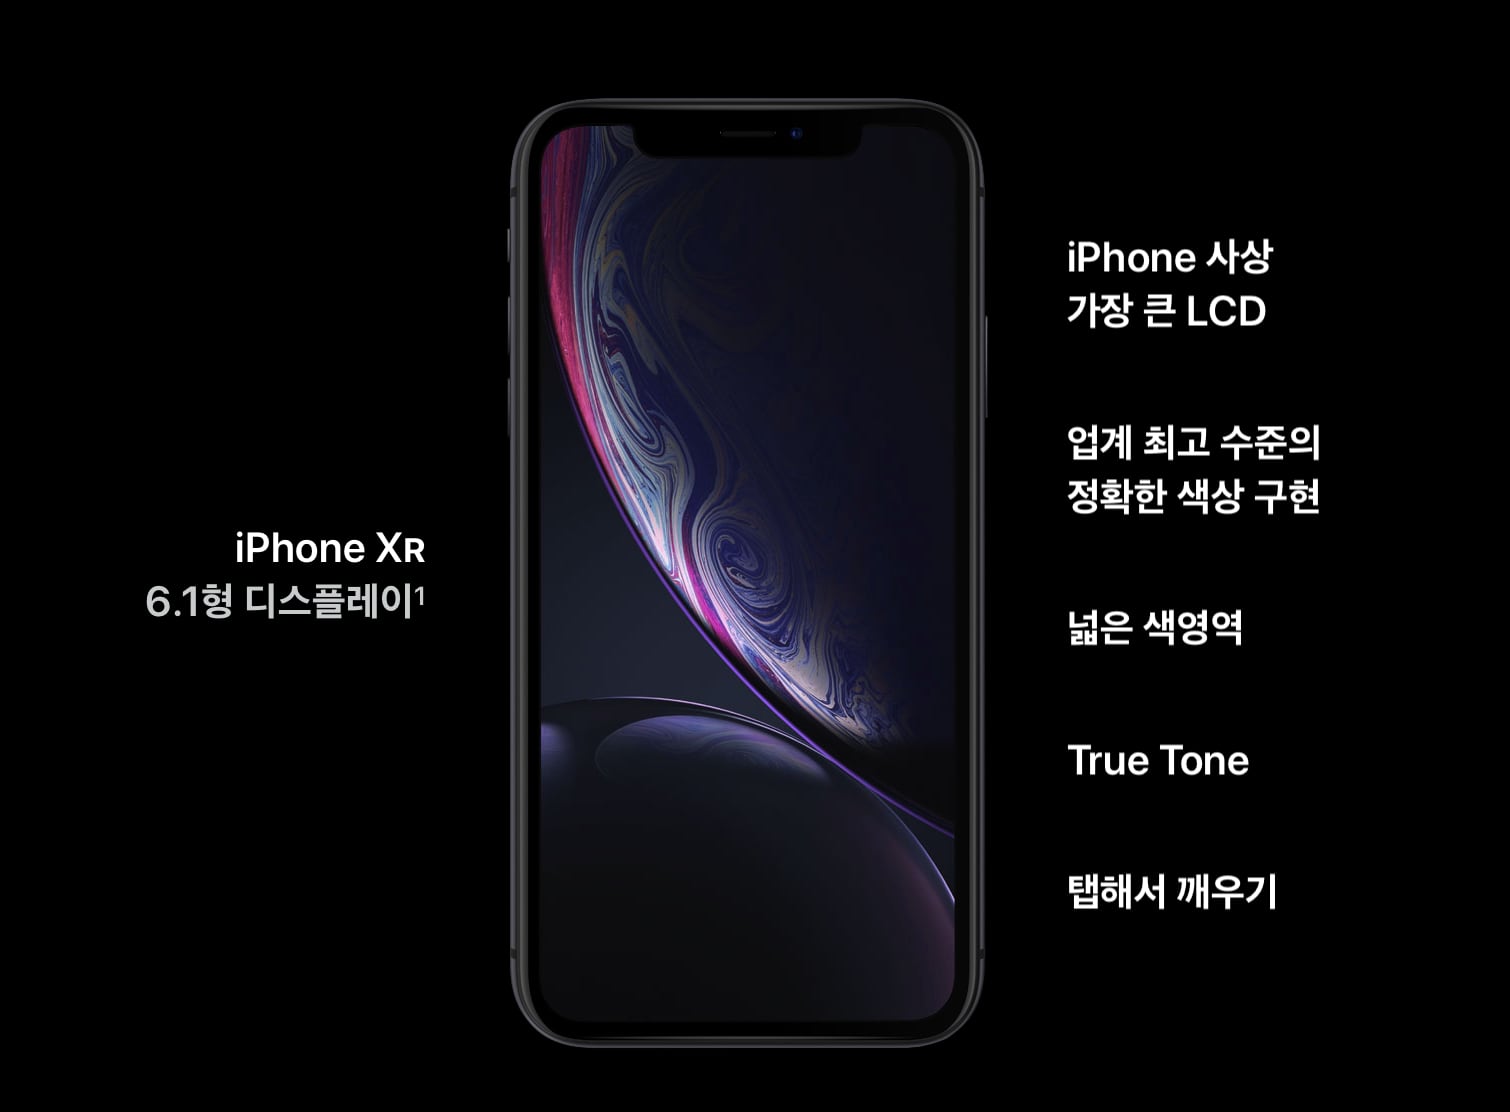 iPhone XR
6.1형 디스플레이1
iPhone 사상
가장 큰 LCD
업계 최고 수준의
정확한 색상 구현
넓은 색영역
True Tone
탭해서 깨우기